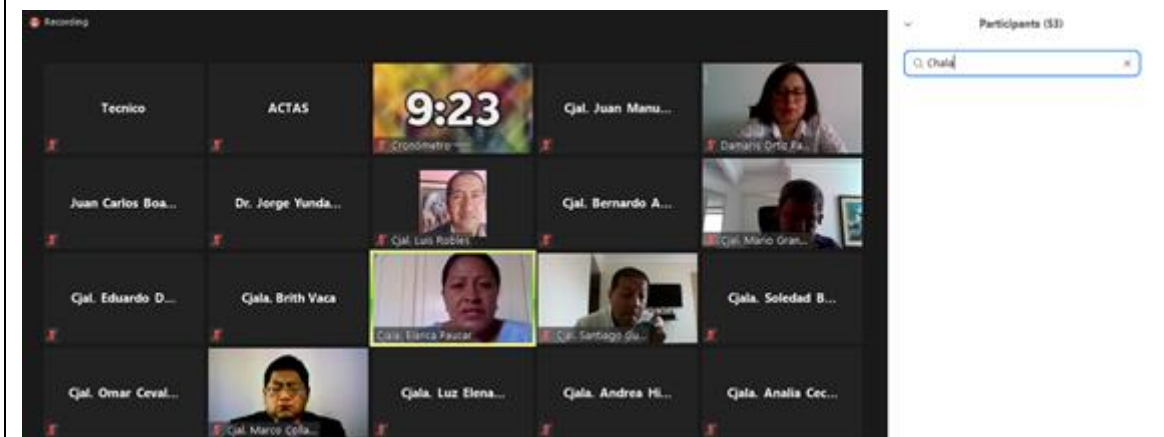 Recording
Participants (53)
Chala
Tecnico
ACTAS
9:23
Cronómetro
Cjal. Juan Manu...
Damaris Ortiz Pa...
Juan Carlos Boa...
Dr. Jorge Yunda...
Cjal. Luis Robles
Cjal. Bernardo A...
Cjal. Mario Gran...
Cjal. Eduardo D...
Cjala. Brith Vaca
Cjala. Blanca Paucar
Cjal. Santiago Gu...
Cjala. Soledad B...
Cjal. Omar Ceval...
Cjal. Marco Colla...
Cjala. Luz Elena...
Cjala. Andrea Hi...
Cjala. Analia Cec...